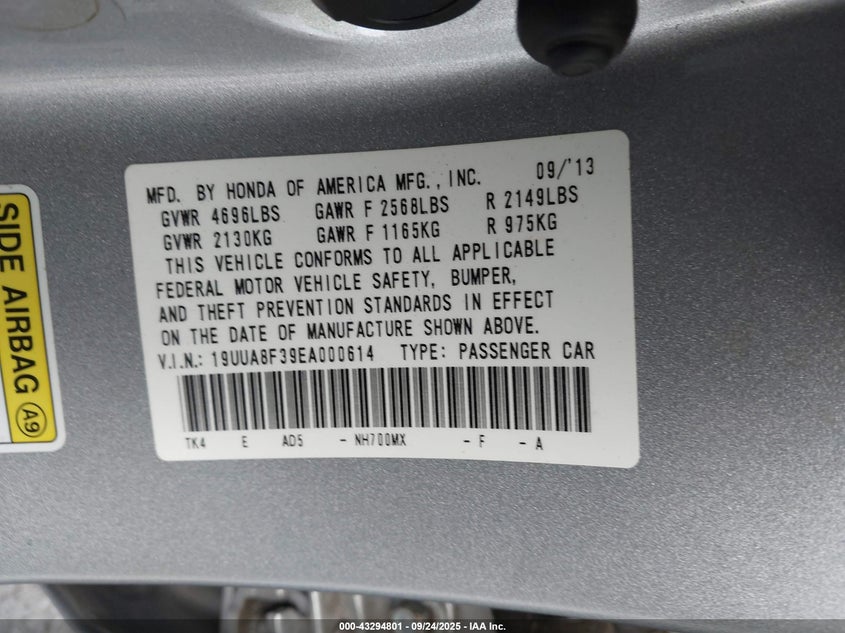 MFD. BY HONDA OF AMERICA MFG., INC. 09/'13
GVWR 4696LBS GAWR F 2568LBS R 2149LBS
GVWR 2130KG GAWR F 1165KG R 975KG
THIS VEHICLE CONFORMS TO ALL APPLICABLE
FEDERAL MOTOR VEHICLE SAFETY, BUMPER,
AND THEFT PREVENTION STANDARDS IN EFFECT
ON THE DATE OF MANUFACTURE SHOWN ABOVE.
V.I.N.: 19UUA8F39EA000614 TYPE: PASSENGER CAR
TK4 E AD5 - NH700MX - F - A
SIDE AIRBAG A9
000-43294801 - 09/24/2025 - IAA Inc.